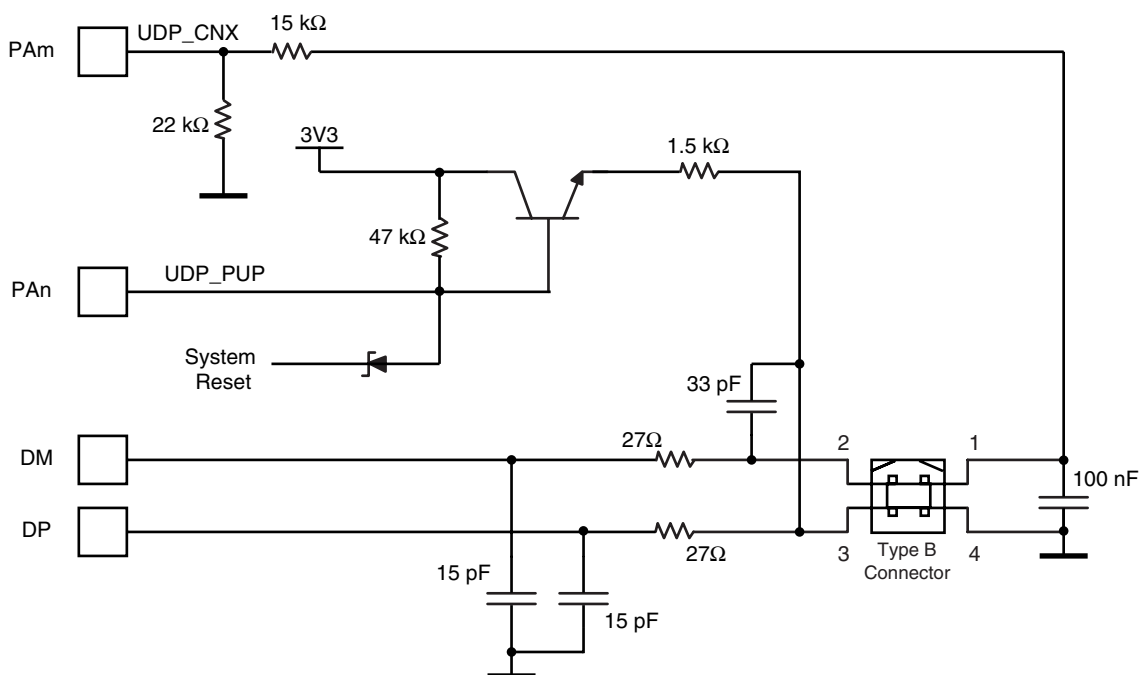 15 kΩ
UDP_CNX
PAm
22 kΩ
3V3
1.5 kΩ
47 kΩ
UDP_PUP
PAn
System
Reset
33 pF
27Ω
2
1
DM
100 nF
DP
27Ω
3
Type B
Connector
4
15 pF
15 pF